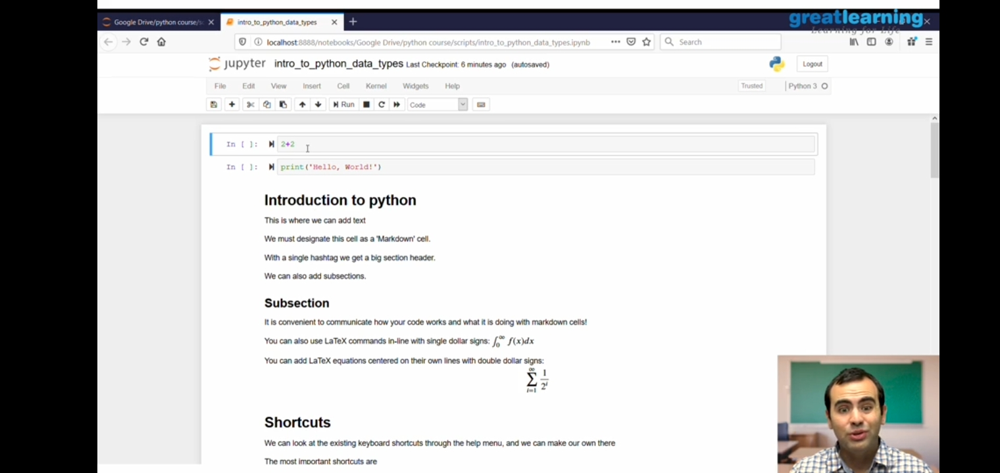 greatlearning
Learning for Life
Google Drive/python course/s
intro_to_python_data_types
localhost:8888/notebooks/Google Drive/python course/scripts/intro_to_python_data_types.ipynb
Search
jupyter intro_to_python_data_types Last Checkpoint: 6 minutes ago (autosaved)
Logout
File Edit View Insert Cell Kernel Widgets Help
Trusted
Python 3
Run
Code
In [ ]: 2+2
In [ ]: print('Hello, World!')
Introduction to python
This is where we can add text
We must designate this cell as a 'Markdown' cell.
With a single hashtag we get a big section header.
We can also add subsections.
Subsection
It is convenient to communicate how your code works and what it is doing with markdown cells!
You can also use LaTeX commands in-line with single dollar signs: ∫₀^∞ f(x)dx
You can add LaTeX equations centered on their own lines with double dollar signs:
∑_{i=1}^∞ 1/2^i
Shortcuts
We can look at the existing keyboard shortcuts through the help menu, and we can make our own there
The most important shortcuts are